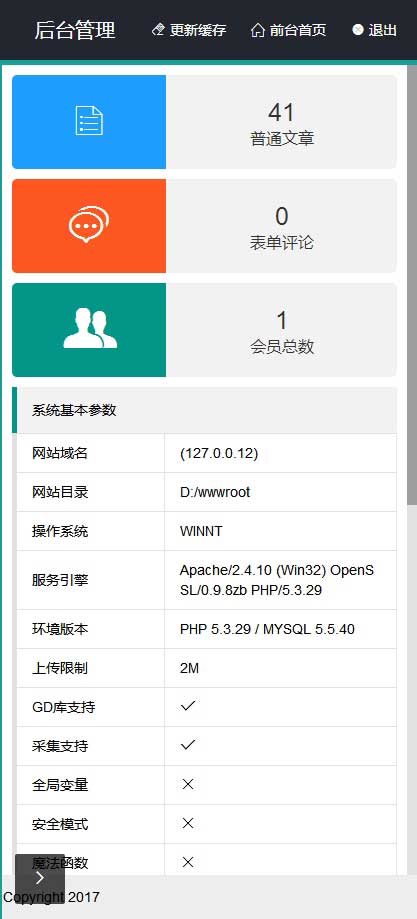 后台管理 更新缓存 前台首页 退出
41
普通文章
0
表单评论
1
会员总数
系统基本参数
网站域名 (127.0.0.12)
网站目录 D:/wwwroot
操作系统 WINNT
服务引擎 Apache/2.4.10 (Win32) OpenS
SL/0.9.8zb PHP/5.3.29
环境版本 PHP 5.3.29 / MYSQL 5.5.40
上传限制 2M
GD库支持
采集支持
全局变量
安全模式
魔法函数
Copyright 2017